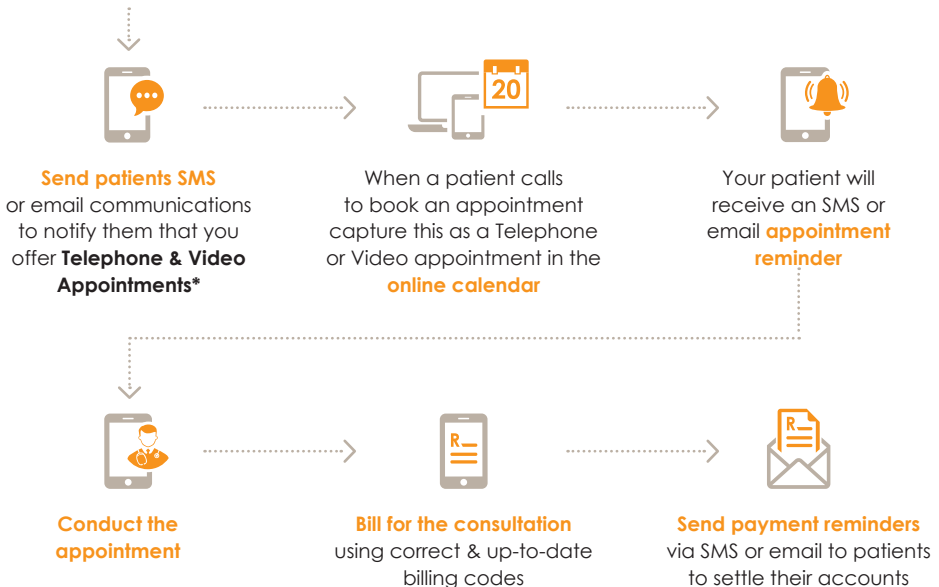 20
Send patients SMS
or email communications
to notify them that you
offer Telephone & Video
Appointments*
When a patient calls
to book an appointment
capture this as a Telephone
or Video appointment in the
online calendar
Your patient will
receive an SMS or
email appointment
reminder
R
R
Conduct the
appointment
Bill for the consultation
using correct & up-to-date
billing codes
Send payment reminders
via SMS or email to patients
to settle their accounts